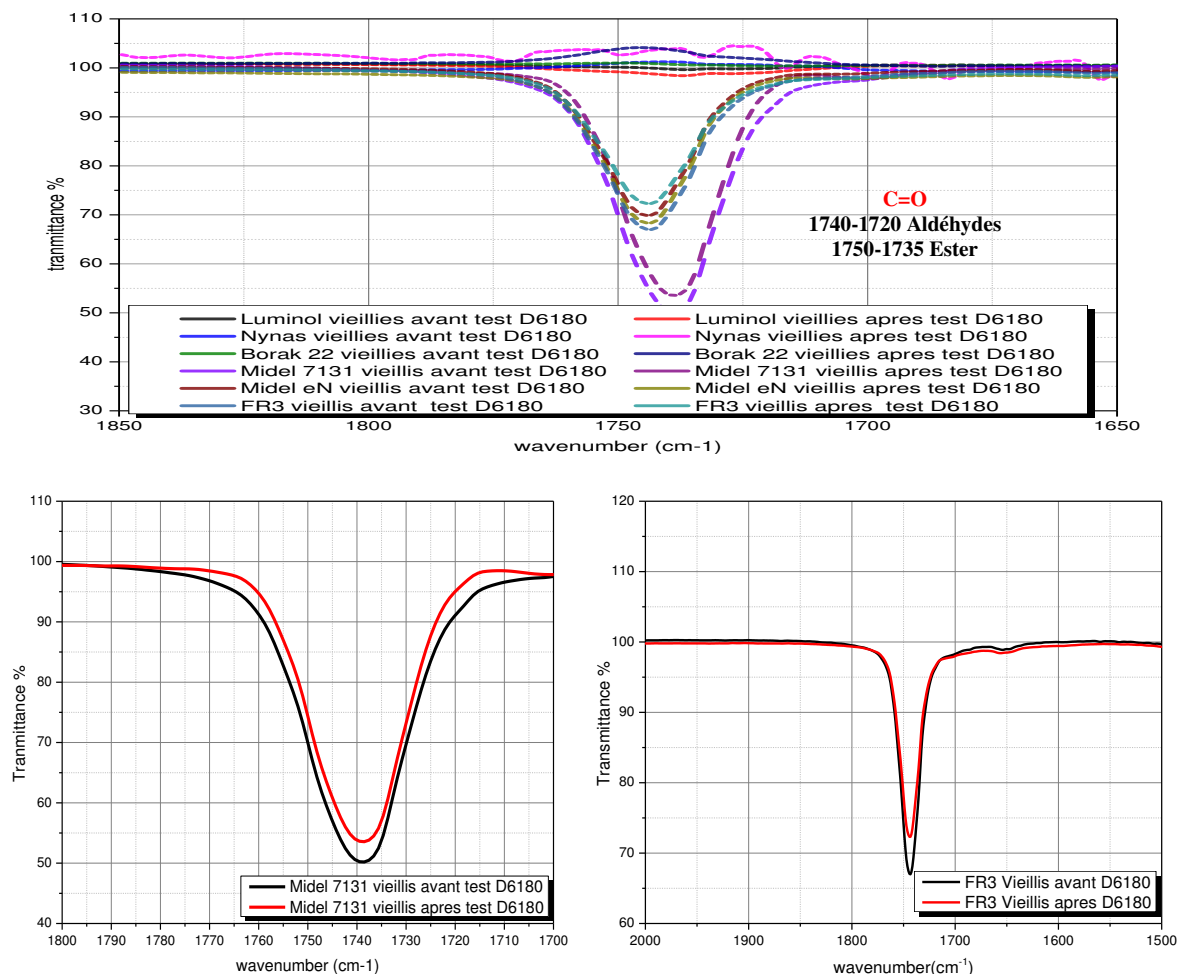 110
100
90
80
70
60
50
40
30
tranmittance %
C=O
1740-1720 Aldéhydes
1750-1735 Ester
Luminol vieillies avant test D6180
Luminol vieillies apres test D6180
Nynas vieillies avant test D6180
Nynas vieillies apres test D6180
Borak 22 vieillies avant test D6180
Borak 22 vieillies apres test D6180
Midel 7131 vieillis avant test D6180
Midel 7131 vieillis apres test D6180
Midel eN vieillis avant test D6180
Midel eN vieillis apres test D6180
FR3 vieillis avant  test D6180
FR3 vieillis apres  test D6180
1850 1800 1750 1700 1650
wavenumber (cm-1)
110
100
90
80
70
60
50
40
Tranmittance %
Midel 7131 vieillis avant test D6180
Midel 7131 vieillis apres test D6180
1800 1790 1780 1770 1760 1750 1740 1730 1720 1710 1700
wavenumber (cm-1)
120
110
100
90
80
70
60
Transmittance %
FR3 Vieillis avant D6180
FR3 Vieillis apres D6180
2000 1900 1800 1700 1600 1500
wavenumber(cm-1)